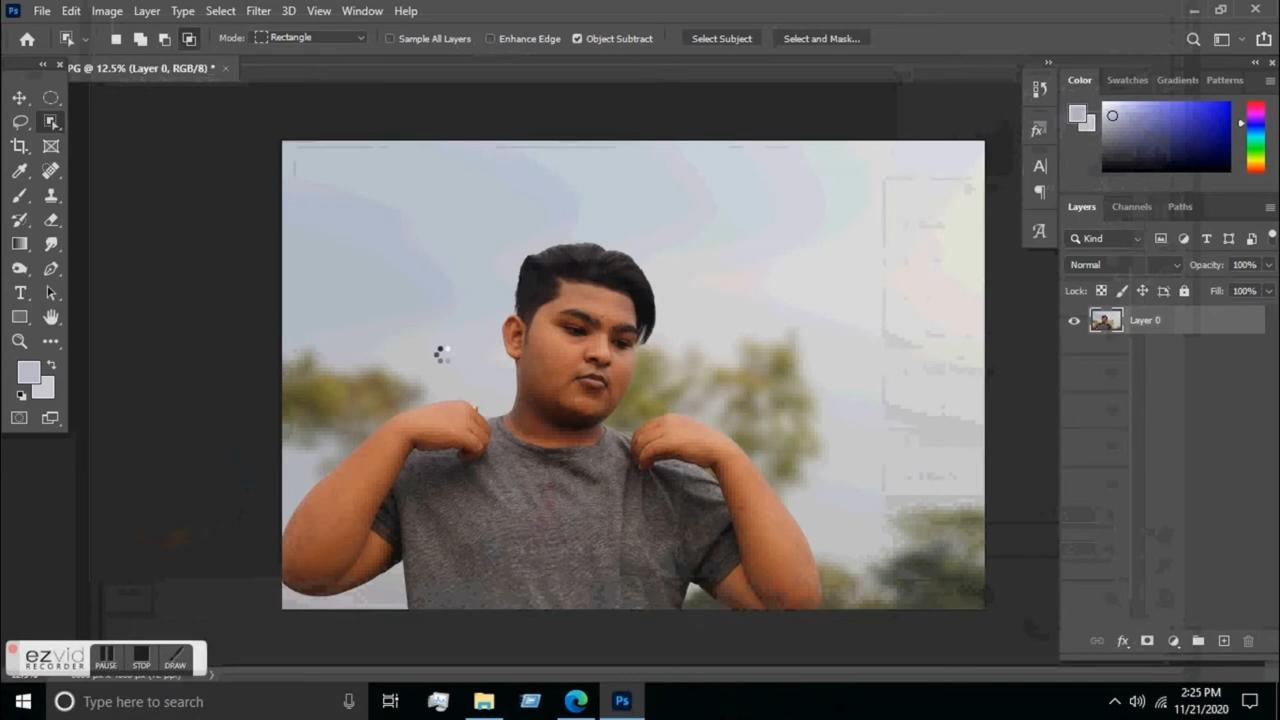 Ps File Edit Image Layer Type Select Filter 3D View Window Help
Mode: Rectangle Sample All Layers Enhance Edge Object Subtract Select Subject Select and Mask...
PG @ 12.5% (Layer 0, RGB/8) *
Color Swatches Gradients Patterns
Layers Channels Paths
Kind
Normal Opacity: 100%
Lock: Fill: 100%
Layer 0
ezvid
RECORDER
PAUSE STOP DRAW
Type here to search
Ps
2:25 PM
11/21/2020